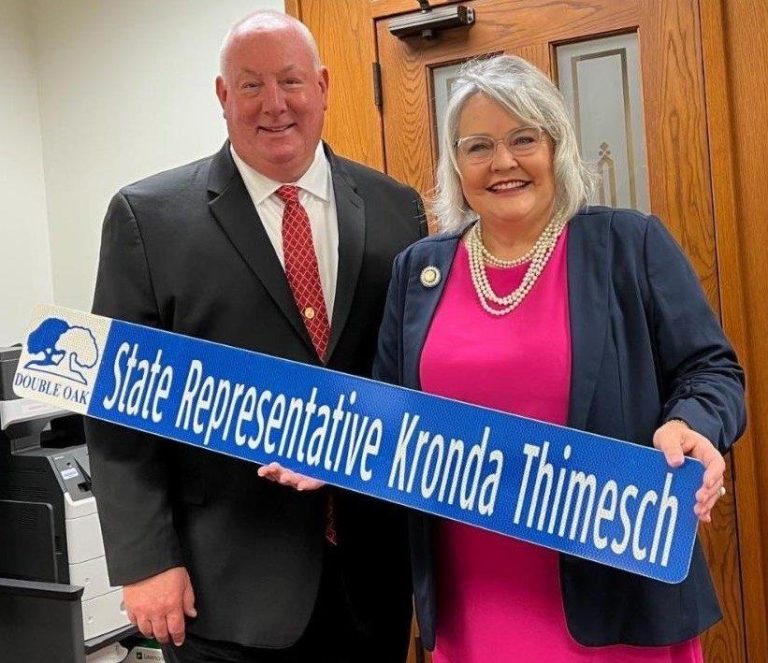 DOUBLE OAK
State Representative Kronda Thimesch